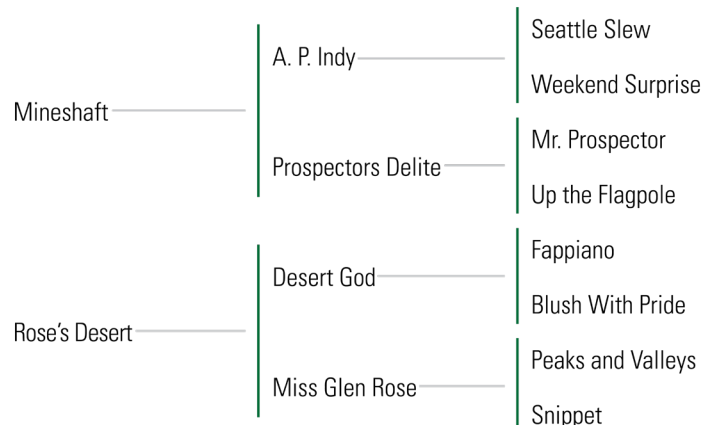 Mineshaft
A. P. Indy
Seattle Slew
Weekend Surprise
Prospectors Delite
Mr. Prospector
Up the Flagpole
Rose's Desert
Desert God
Fappiano
Blush With Pride
Miss Glen Rose
Peaks and Valleys
Snippet